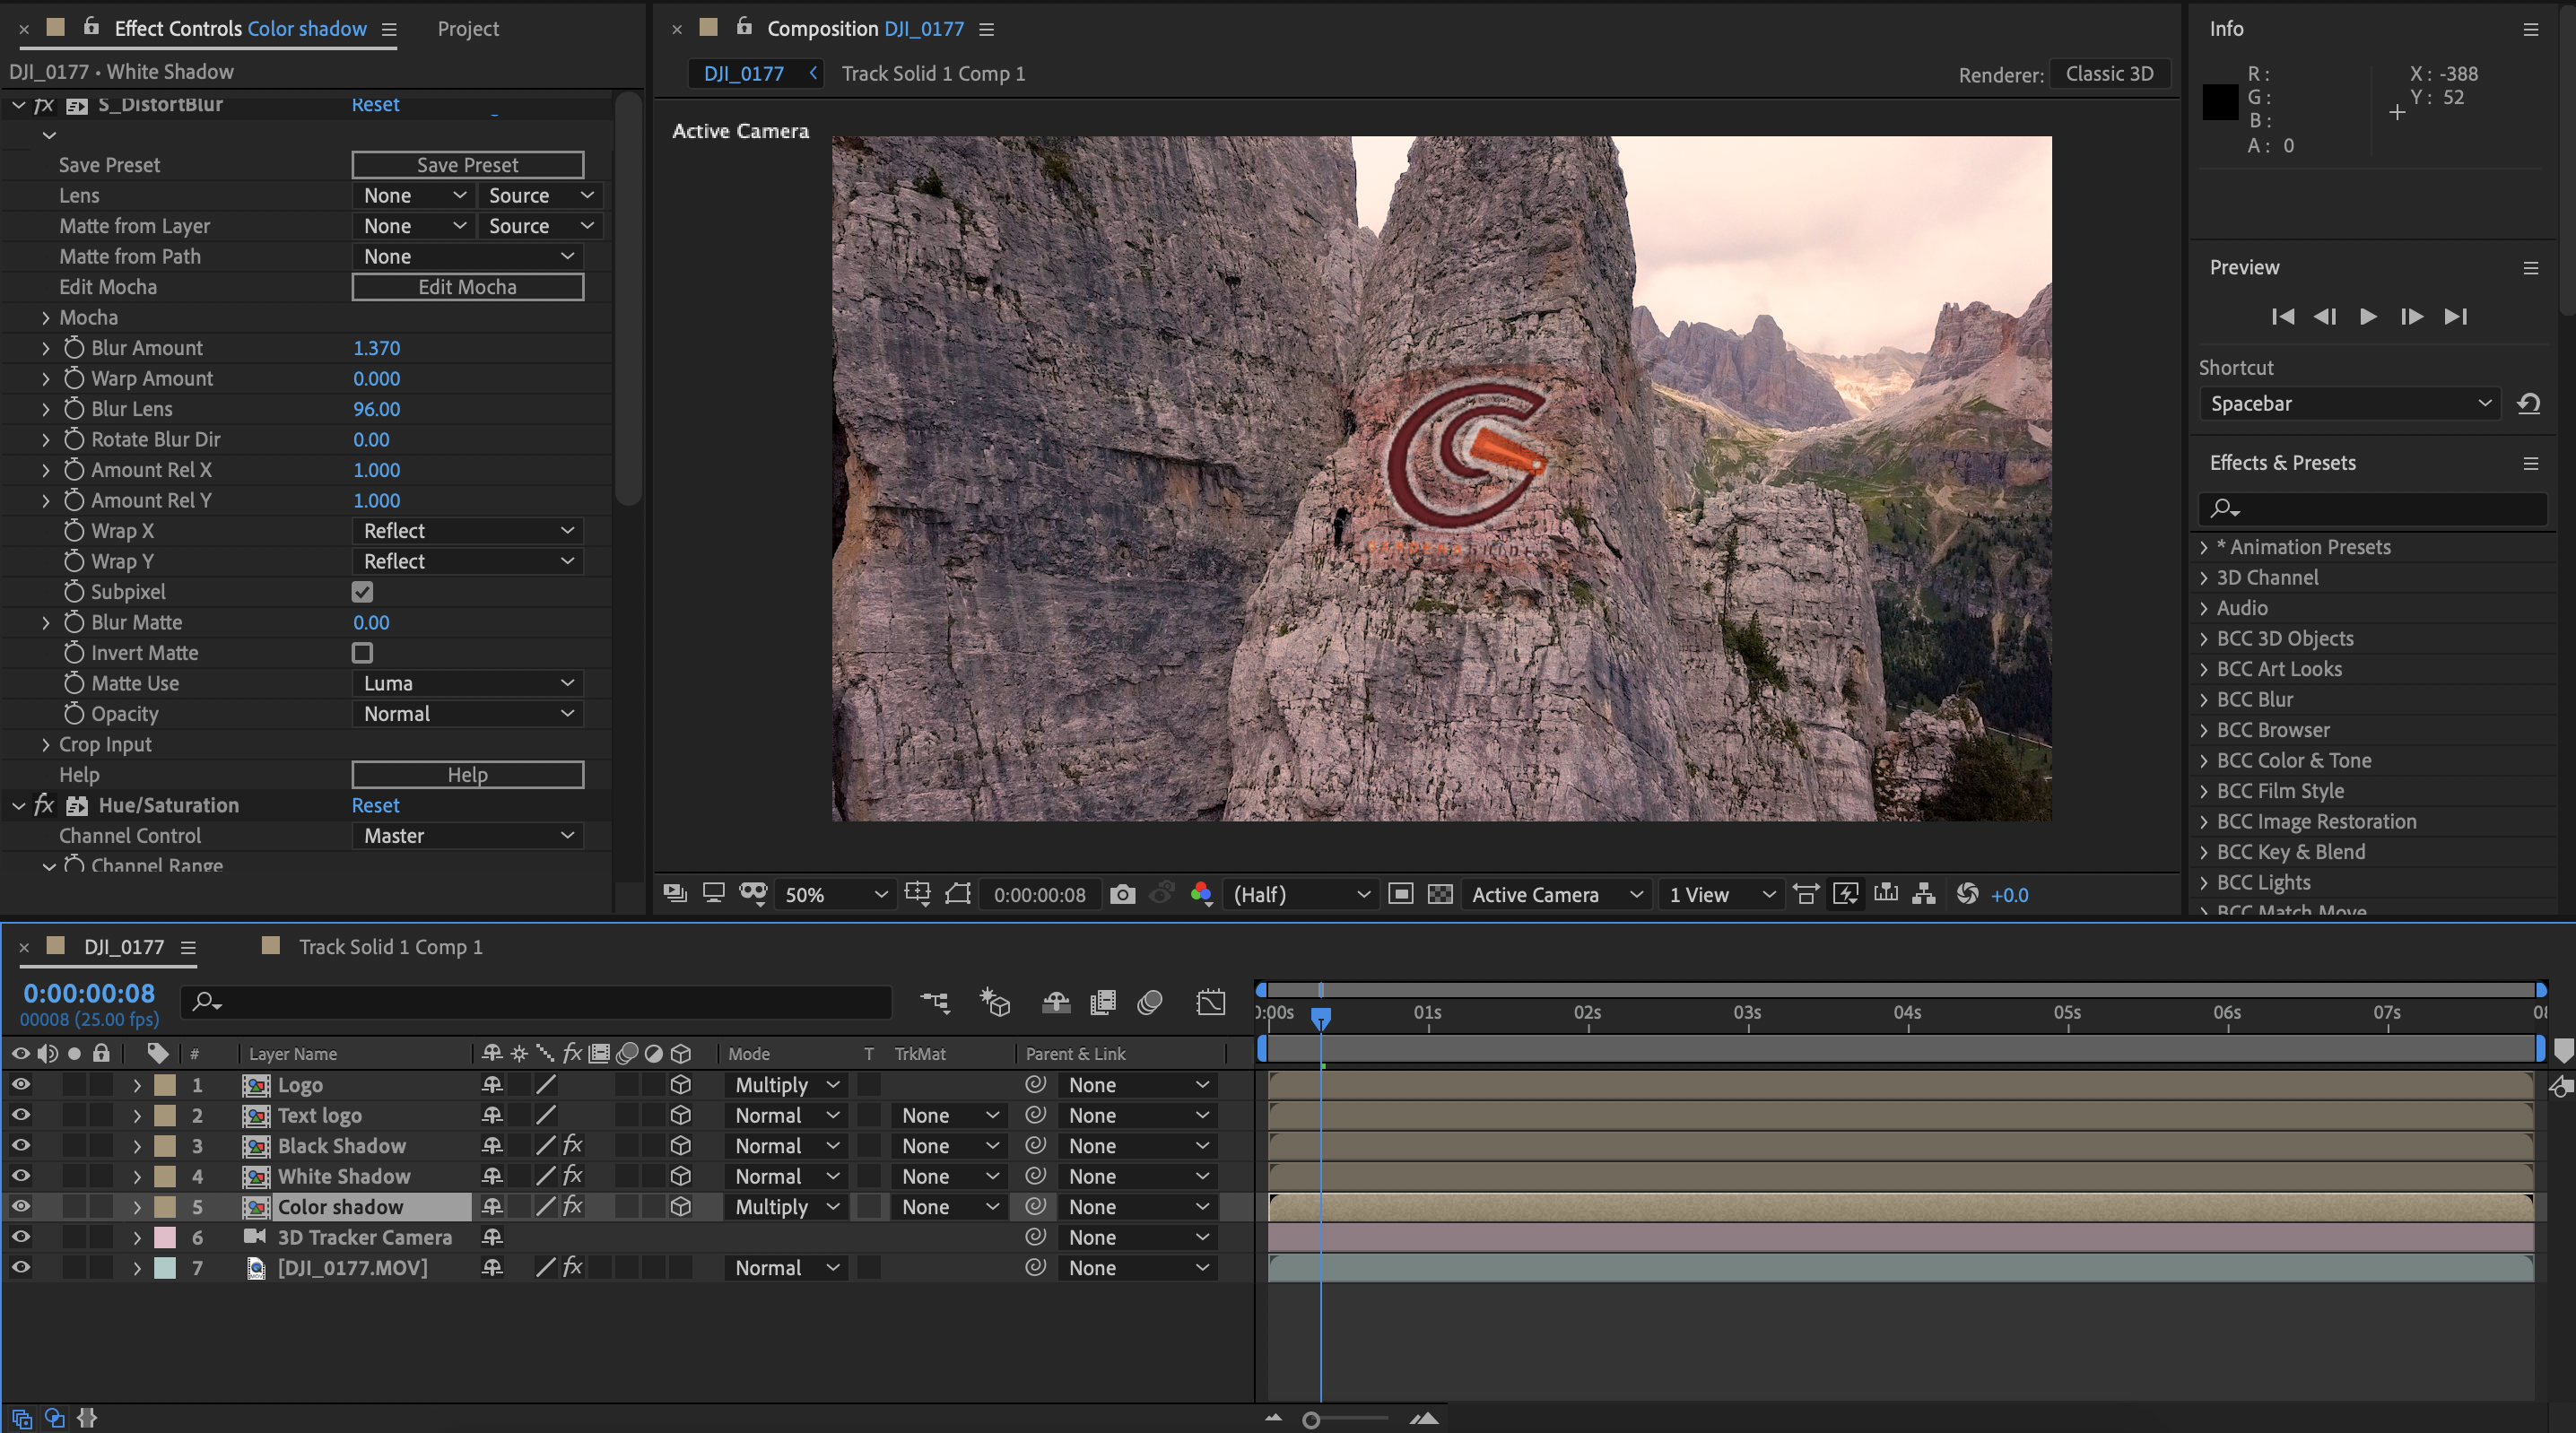 Effect Controls Color shadow
Project
DJI_0177 • White Shadow
S_DistortBlur Reset
Save Preset Save Preset
Lens None Source
Matte from Layer None Source
Matte from Path None
Edit Mocha Edit Mocha
Mocha
Blur Amount 1.370
Warp Amount 0.000
Blur Lens 96.00
Rotate Blur Dir 0.00
Amount Rel X 1.000
Amount Rel Y 1.000
Wrap X Reflect
Wrap Y Reflect
Subpixel
Blur Matte 0.00
Invert Matte
Matte Use Luma
Opacity Normal
Crop Input
Help Help
fx Hue/Saturation Reset
Channel Control Master
Channel Range
Composition DJI_0177
DJI_0177 Track Solid 1 Comp 1
Renderer: Classic 3D
Active Camera
50% 0:00:00:08 (Half) Active Camera 1 View +0.0
Info
R : X : -388
G : Y : 52
B :
A : 0
Preview
Shortcut
Spacebar
Effects & Presets
* Animation Presets
3D Channel
Audio
BCC 3D Objects
BCC Art Looks
BCC Blur
BCC Browser
BCC Color & Tone
BCC Film Style
BCC Image Restoration
BCC Key & Blend
BCC Lights
BCC Match Move
DJI_0177 Track Solid 1 Comp 1
0:00:00:08
00008 (25.00 fps)
:00s 01s 02s 03s 04s 05s 06s 07s 08
# Layer Name fx Mode T TrkMat Parent & Link
1 Logo Multiply None
2 Text logo Normal None None
3 Black Shadow fx Normal None None
4 White Shadow fx Normal None None
5 Color shadow fx Multiply None None
6 3D Tracker Camera None
7 [DJI_0177.MOV] fx Normal None